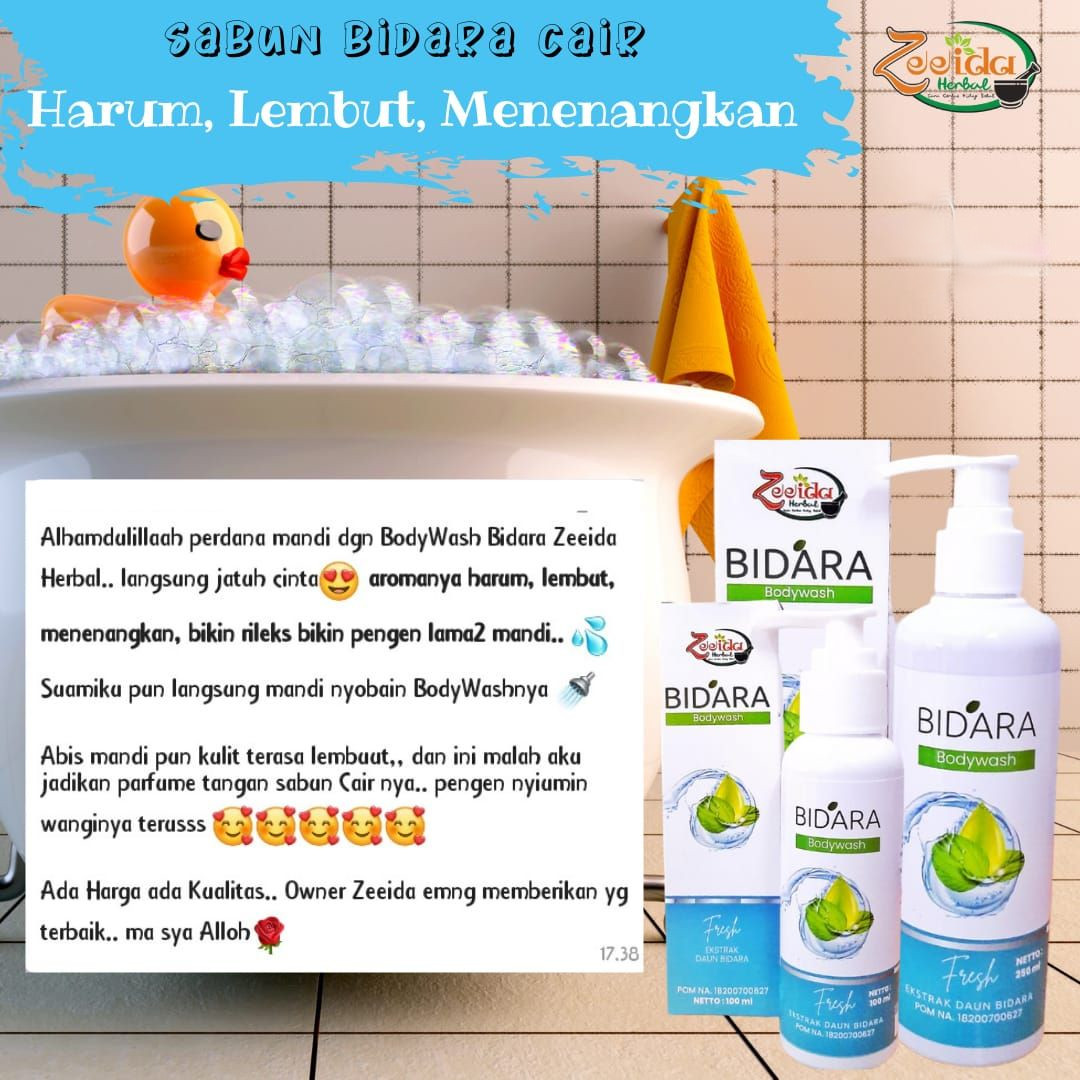 SABUN BIDARA CAIR
Harum, Lembut, Menenangkan
Zeeida
Herbal
Alhamdulillaah perdana mandi dgn BodyWash Bidara Zeeida
Herbal.. langsung jatuh cinta😍 aromanya harum, lembut,
menenangkan, bikin rileks bikin pengen lama2 mandi.. 💦
Suamiku pun langsung mandi nyobain BodyWashnya 🚿
Abis mandi pun kulit terasa lembuut,, dan ini malah aku
jadikan parfume tangan sabun Cair nya.. pengen nyiumin
wanginya terusss 🥰🥰🥰🥰🥰
Ada Harga ada Kualitas.. Owner Zeeida emng memberikan yg
terbaik.. ma sya Alloh🌹
17.38
Zeeida
Herbal
BIDARA
Bodywash
Zeeida
Herbal
BIDARA
Bodywash
Fresh
EKSTRAK
DAUN BIDARA
POM NA. 18200700627
NETTO : 100 ml
BIDARA
Bodywash
Fresh
NETTO :
100 ml
EKSTRAK DAUN BIDARA
POM NA. 18200700627
BIDARA
Bodywash
Fresh
NETTO :
250 ml
EKSTRAK DAUN BIDARA
POM NA. 18200700627